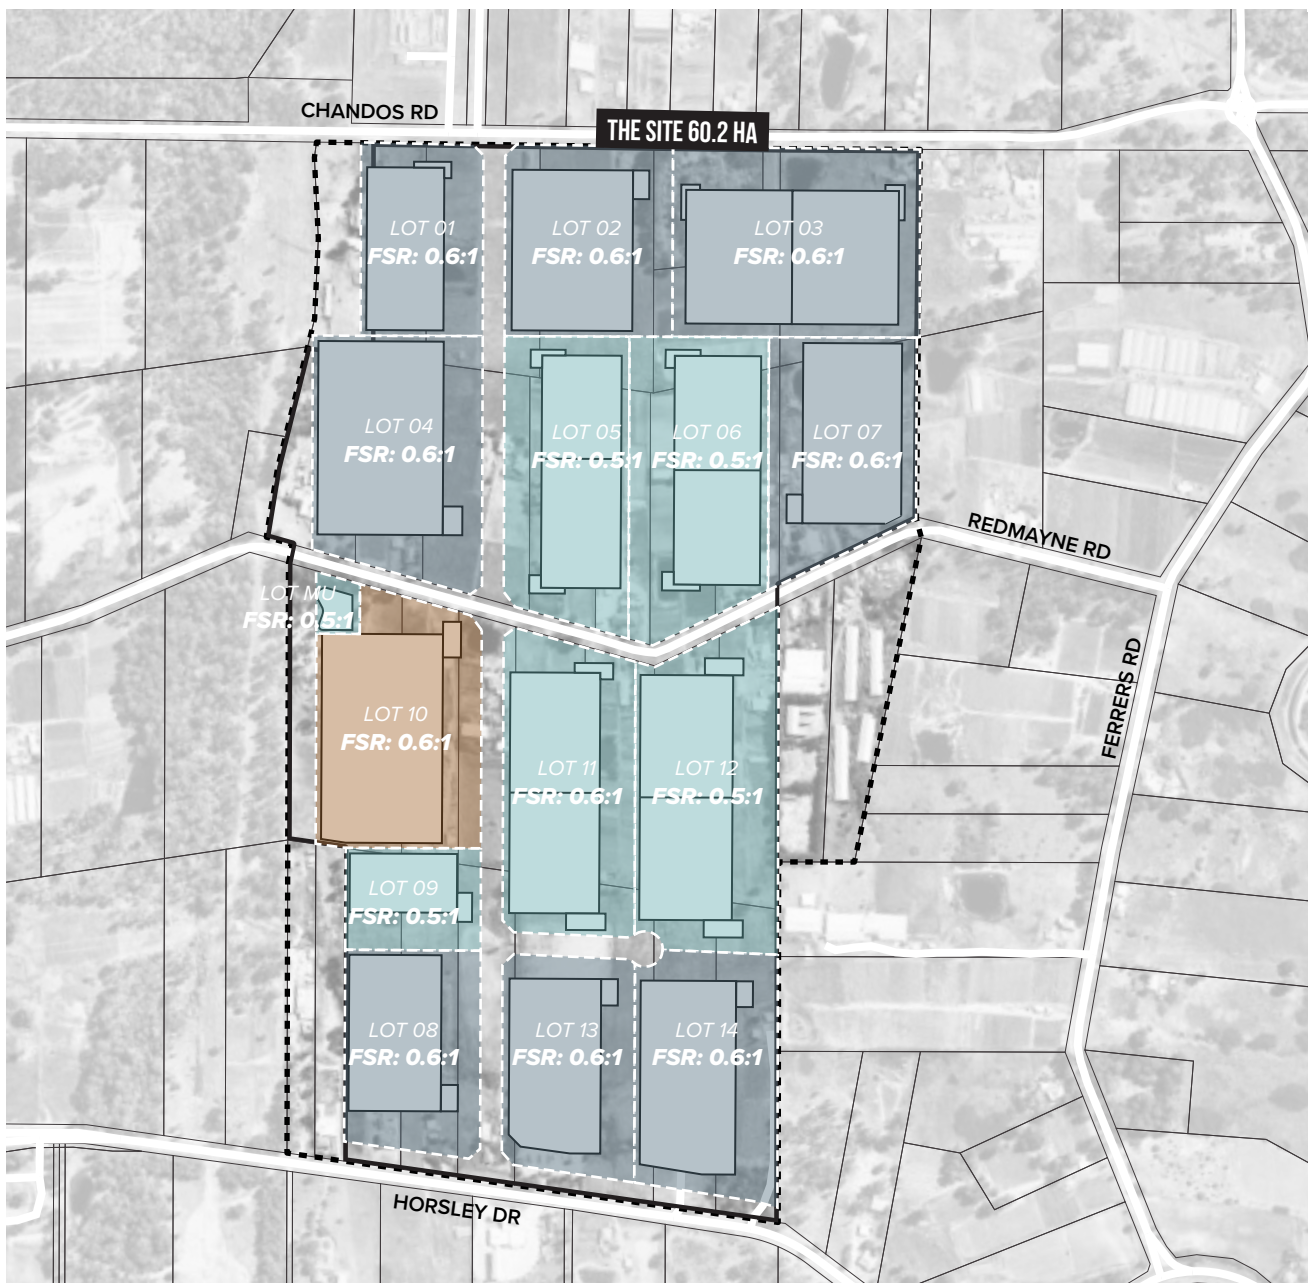 CHANDOS RD
THE SITE 60.2 HA
LOT 01
FSR: 0.6:1
LOT 02
FSR: 0.6:1
LOT 03
FSR: 0.6:1
LOT 04
FSR: 0.6:1
LOT 05
FSR: 0.5:1
LOT 06
FSR: 0.5:1
LOT 07
FSR: 0.6:1
REDMAYNE RD
LOT MU
FSR: 0.5:1
LOT 10
FSR: 0.6:1
LOT 11
FSR: 0.6:1
LOT 12
FSR: 0.5:1
FERRERS RD
LOT 09
FSR: 0.5:1
LOT 08
FSR: 0.6:1
LOT 13
FSR: 0.6:1
LOT 14
FSR: 0.6:1
HORSLEY DR